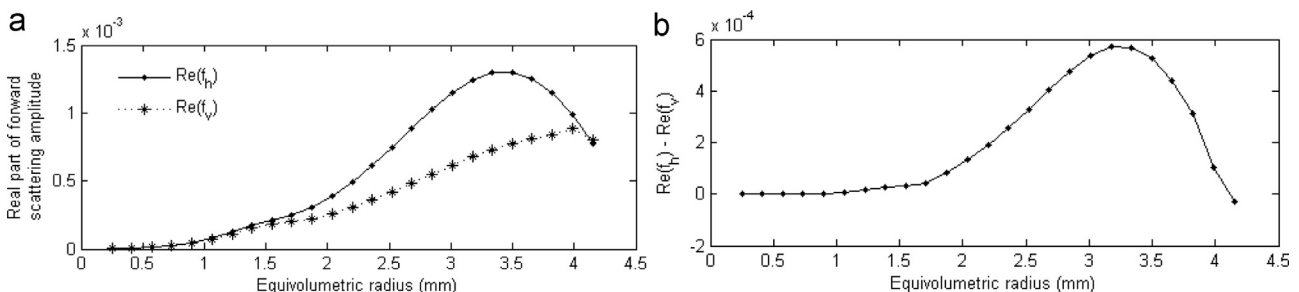 a
x 10⁻³
Real part of forward
scattering amplitude
1.5
1
0.5
0
Re(f_h)
Re(f_v)
0 0.5 1 1.5 2 2.5 3 3.5 4 4.5
Equivolumetric radius (mm)
b
x 10⁻⁴
Re(f_h) - Re(f_v)
6
4
2
0
-2
0 0.5 1 1.5 2 2.5 3 3.5 4 4.5
Equivolumetric radius (mm)